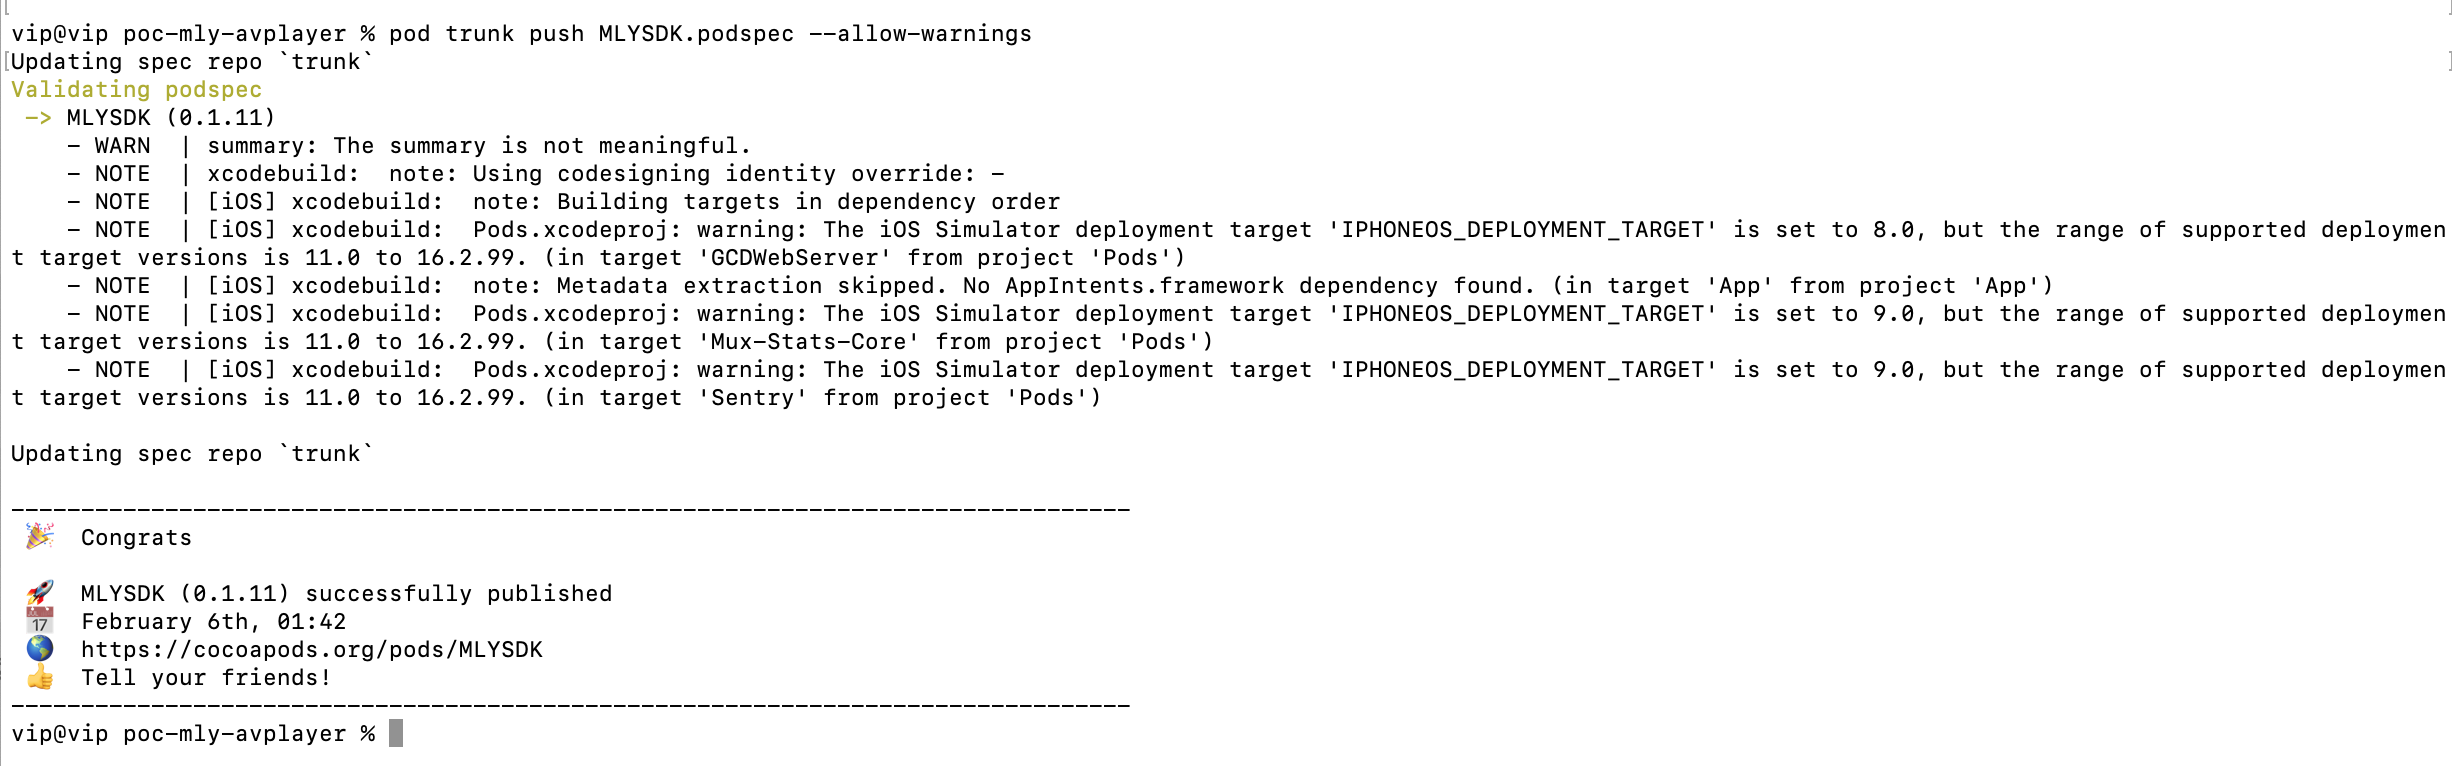 vip@vip poc-mly-avplayer % pod trunk push MLYSDK.podspec --allow-warnings
Updating spec repo `trunk`
Validating podspec
 -> MLYSDK (0.1.11)
    - WARN  | summary: The summary is not meaningful.
    - NOTE  | xcodebuild:  note: Using codesigning identity override: -
    - NOTE  | [iOS] xcodebuild:  note: Building targets in dependency order
    - NOTE  | [iOS] xcodebuild:  Pods.xcodeproj: warning: The iOS Simulator deployment target 'IPHONEOS_DEPLOYMENT_TARGET' is set to 8.0, but the range of supported deploymen
t target versions is 11.0 to 16.2.99. (in target 'GCDWebServer' from project 'Pods')
    - NOTE  | [iOS] xcodebuild:  note: Metadata extraction skipped. No AppIntents.framework dependency found. (in target 'App' from project 'App')
    - NOTE  | [iOS] xcodebuild:  Pods.xcodeproj: warning: The iOS Simulator deployment target 'IPHONEOS_DEPLOYMENT_TARGET' is set to 9.0, but the range of supported deploymen
t target versions is 11.0 to 16.2.99. (in target 'Mux-Stats-Core' from project 'Pods')
    - NOTE  | [iOS] xcodebuild:  Pods.xcodeproj: warning: The iOS Simulator deployment target 'IPHONEOS_DEPLOYMENT_TARGET' is set to 9.0, but the range of supported deploymen
t target versions is 11.0 to 16.2.99. (in target 'Sentry' from project 'Pods')
Updating spec repo `trunk`
--------------------------------------------------------------------------------
🎉  Congrats
🚀  MLYSDK (0.1.11) successfully published
📅  February 6th, 01:42
🌎  https://cocoapods.org/pods/MLYSDK
👍  Tell your friends!
--------------------------------------------------------------------------------
vip@vip poc-mly-avplayer %